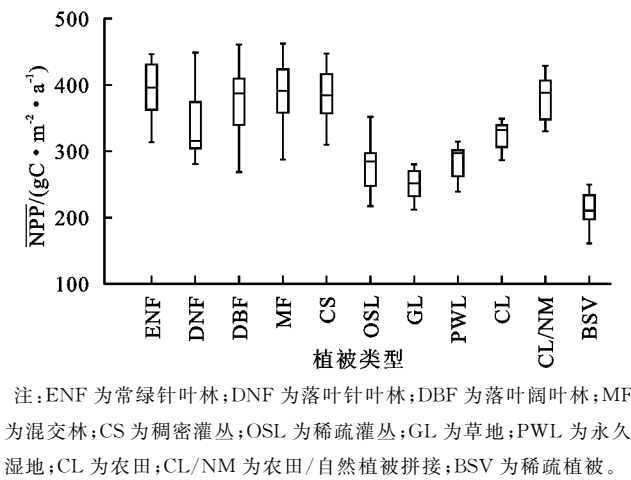 500
400
300
200
100
NPP/(gC·m⁻²·a⁻¹)
ENF
DNF
DBF
MF
CS
OSL
GL
PWL
CL
CL/NM
BSV
植被类型
注:ENF 为常绿针叶林;DNF 为落叶针叶林;DBF 为落叶阔叶林;MF
为混交林;CS 为稠密灌丛;OSL 为稀疏灌丛;GL 为草地;PWL 为永久
湿地;CL 为农田;CL/NM 为农田/自然植被拼接;BSV 为稀疏植被。